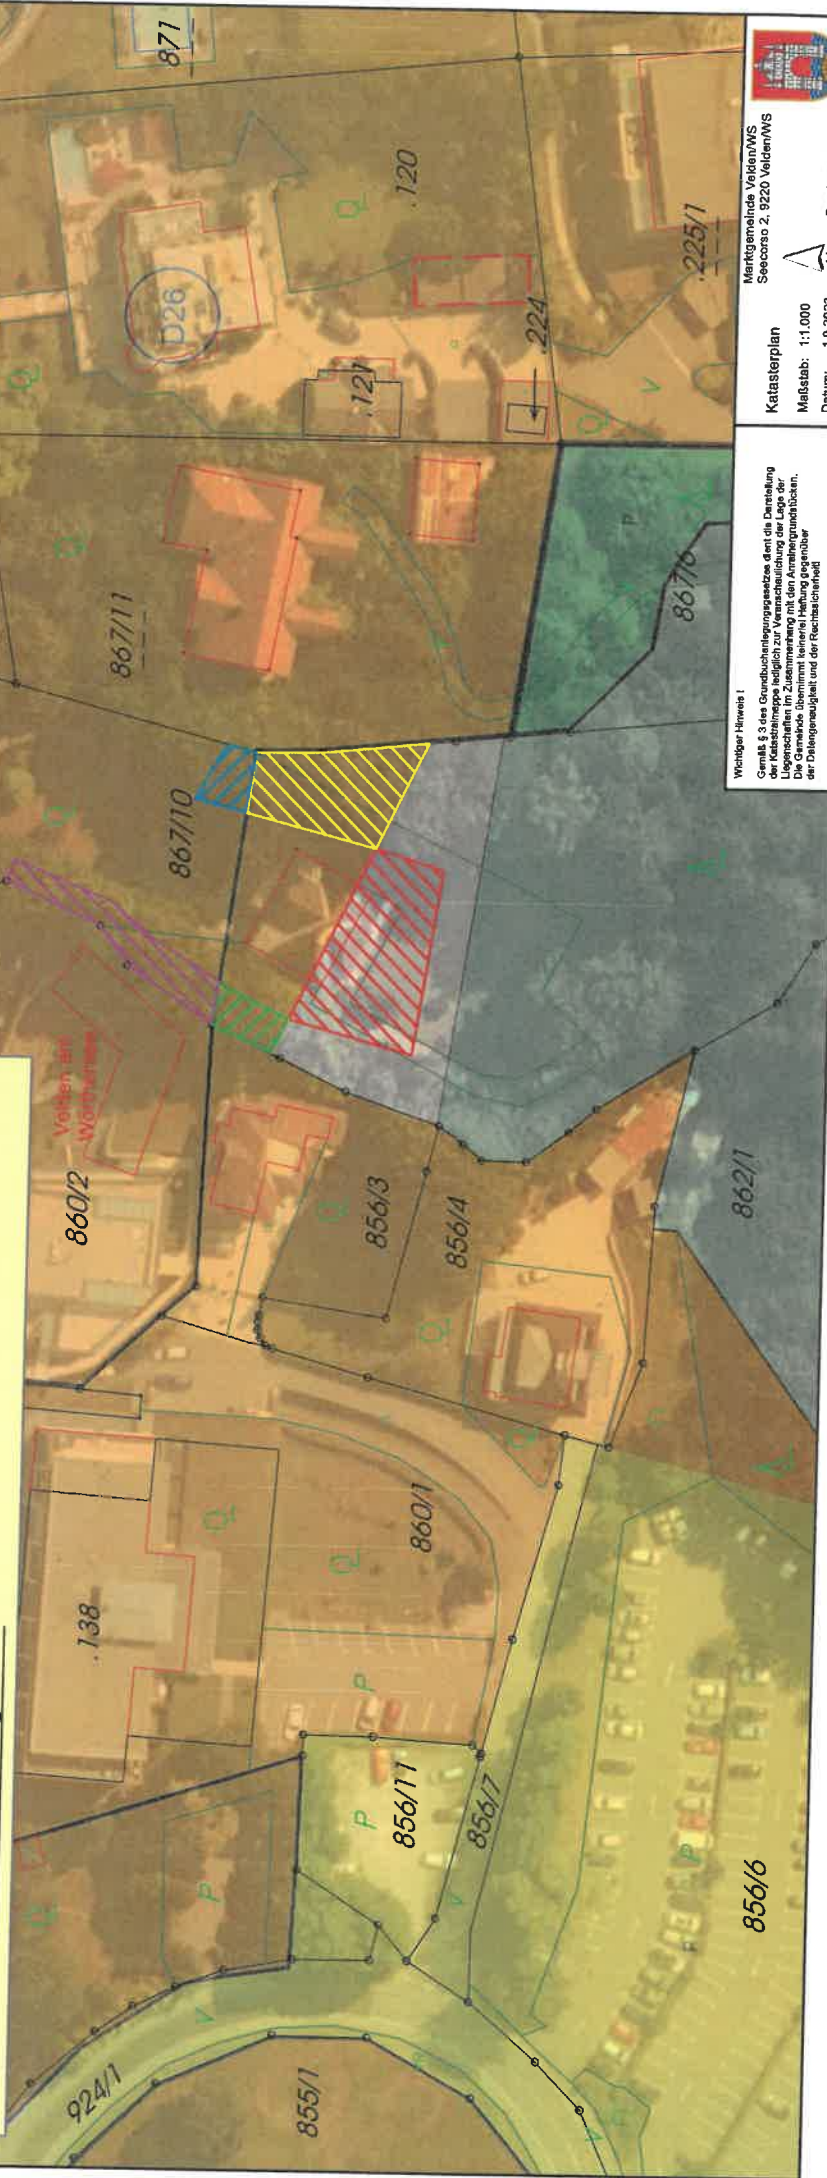 871
.120
D26
.121
.224
.225/1
867/11
867/10
867/6
Velden am
Wörthersee
860/2
856/3
856/4
862/1
.138
860/1
856/11
856/7
856/6
924/1
855/1
Q
Q
Q
Q
Q
Q
Q
Q
Q
Q
Q
P
P
P
P
V
V
V
Wichtiger Hinweis !
Gemäß § 3 des Grundbuchanlegungsgesetzes dient die Darstellung
der Katastralmappe lediglich zur Veranschaulichung der Lage der
Liegenschaften im Zusammenhang mit den Anrainergrundstücken.
Die Gemeinde übernimmt keinerlei Haftung gegenüber
der Datengenauigkeit und der Rechtssicherheit!
Marktgemeinde Velden/WS
Seecorso 2, 9220 Velden/WS
Katasterplan
Maßstab: 1:1.000